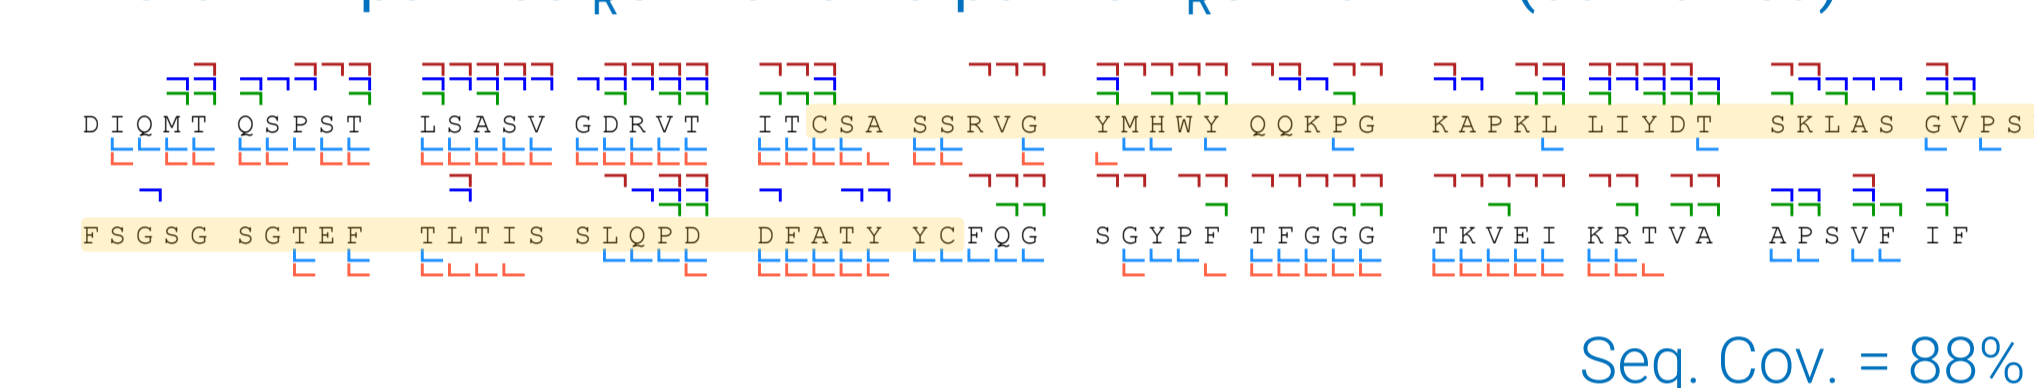 DIQMT QSPST LSASV GDRVT ITCSA SSRVG YMHWY QQKPG KAPKL LIYDT SKLAS GVPS
FSGSG SGTEF TLTIS SLQPD DFATY YCFQG SGYPF TFGGG TKVEI KRTVA APSVF IF
Seq. Cov. = 88%